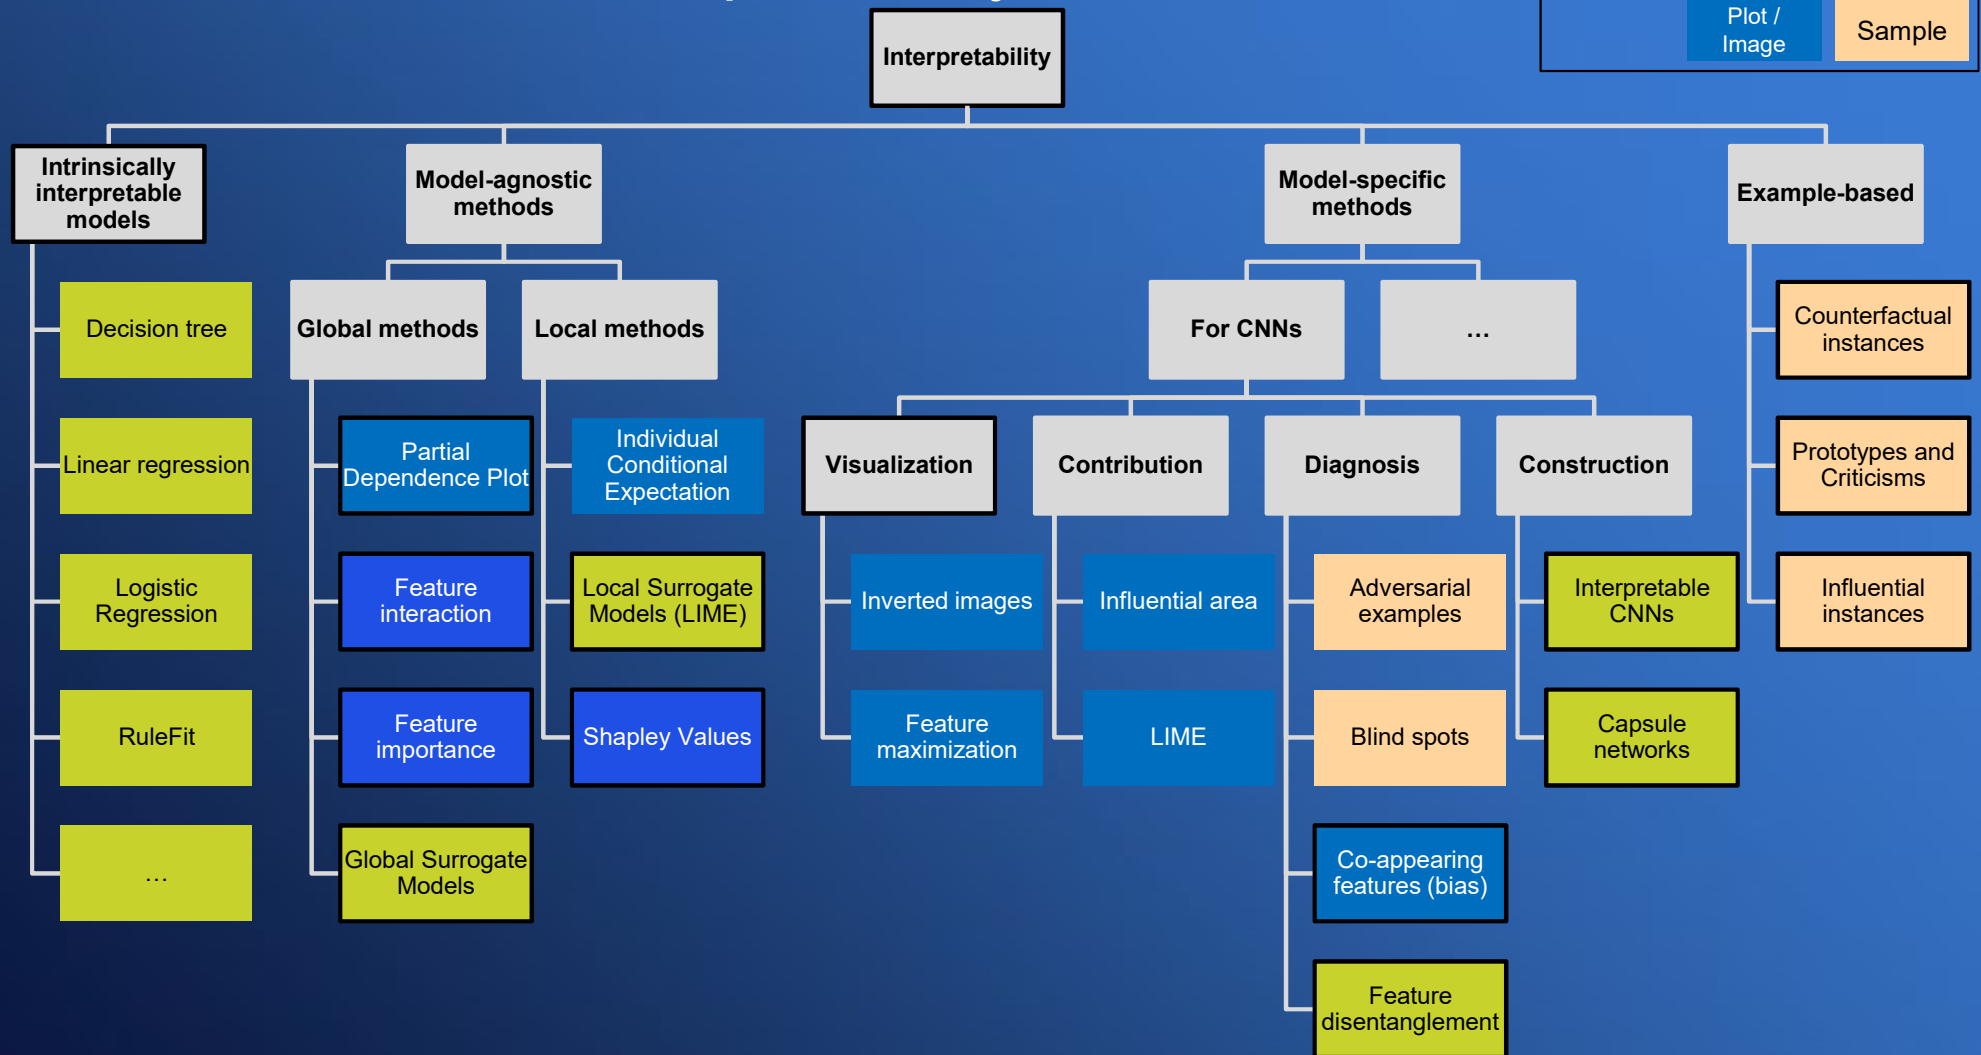 Plot /
Image
Sample
Interpretability
Intrinsically
interpretable
models
Model-agnostic
methods
Model-specific
methods
Example-based
Decision tree
Linear regression
Logistic
Regression
RuleFit
…
Global methods
Local methods
Partial
Dependence Plot
Feature
interaction
Feature
importance
Global Surrogate
Models
Individual
Conditional
Expectation
Local Surrogate
Models (LIME)
Shapley Values
For CNNs
…
Visualization
Contribution
Diagnosis
Construction
Inverted images
Feature
maximization
Influential area
LIME
Adversarial
examples
Blind spots
Co-appearing
features (bias)
Feature
disentanglement
Interpretable
CNNs
Capsule
networks
Counterfactual
instances
Prototypes and
Criticisms
Influential
instances